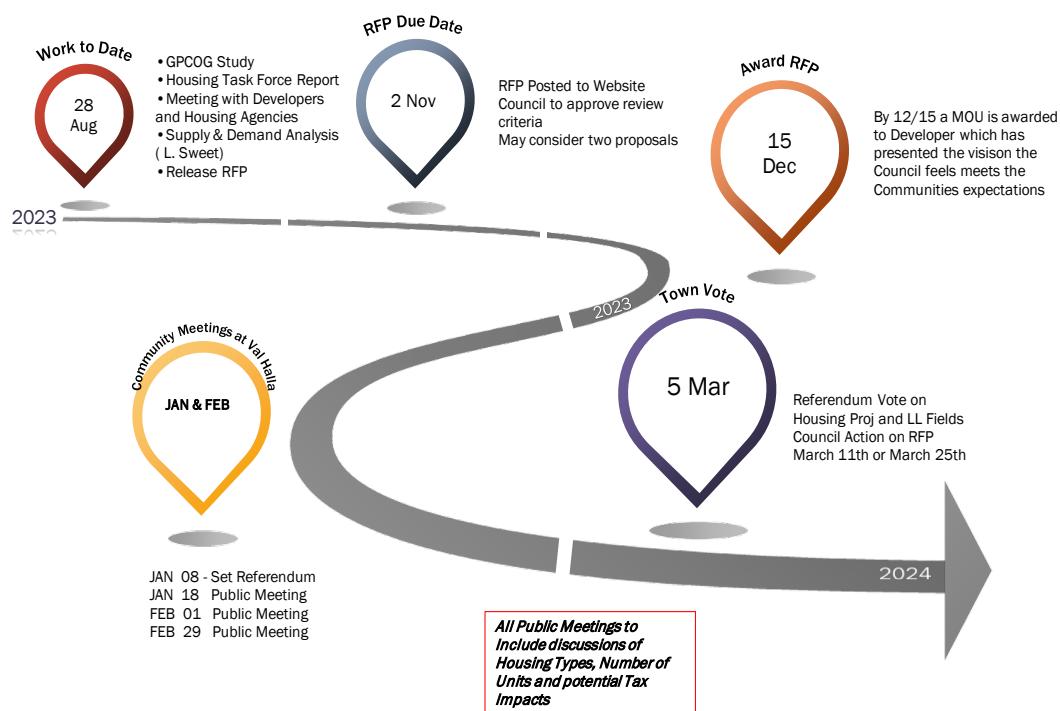 Work to Date
28
Aug
•GPCOG Study
•Housing Task Force Report
•Meeting with Developers
and Housing Agencies
•Supply & Demand Analysis
( L. Sweet)
•Release RFP
RFP Due Date
2 Nov
RFP Posted to Website
Council to approve review
criteria
May consider two proposals
Award RFP
15
Dec
By 12/15 a MOU is awarded
to Developer which has
presented the visison the
Council feels meets the
Communities expectations
2023
2023
Community Meetings at Val Halla
JAN & FEB
JAN 08 - Set Referendum
JAN 18 Public Meeting
FEB 01 Public Meeting
FEB 29 Public Meeting
Town Vote
5 Mar
Referendum Vote on
Housing Proj and LL Fields
Council Action on RFP
March 11th or March 25th
2024
All Public Meetings to
Include discussions of
Housing Types, Number of
Units and potential Tax
Impacts